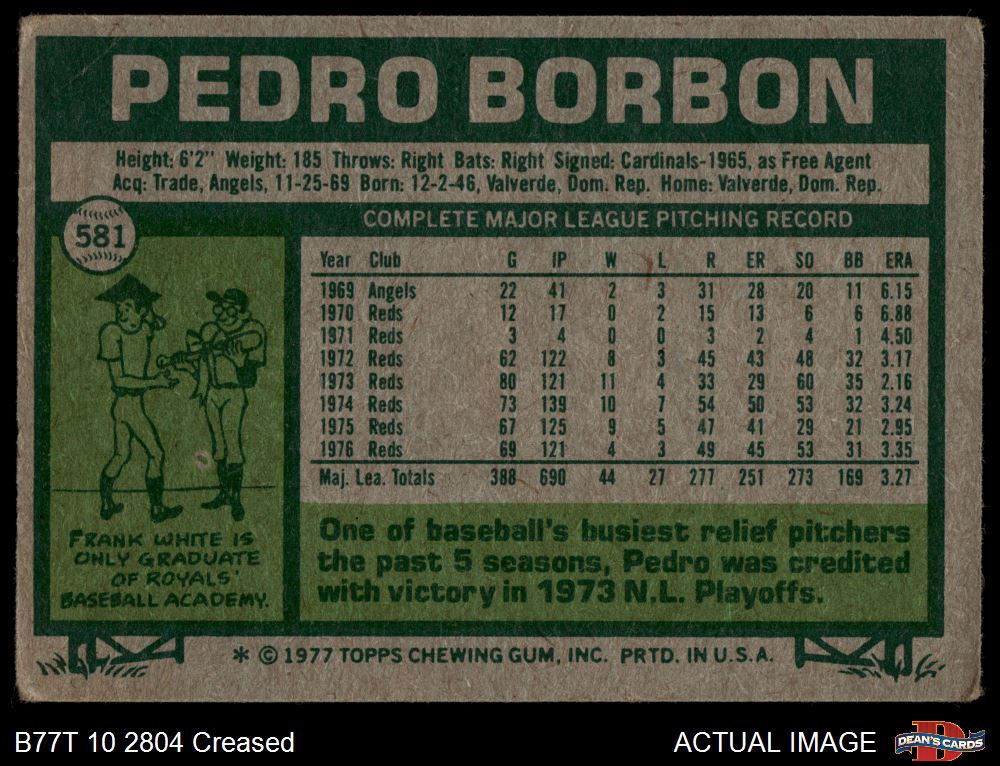 PEDRO BORBON
Height: 6'2" Weight: 185 Throws: Right Bats: Right Signed: Cardinals-1965, as Free Agent
Acq: Trade, Angels, 11-25-69 Born: 12-2-46, Valverde, Dom. Rep. Home: Valverde, Dom. Rep.
581
COMPLETE MAJOR LEAGUE PITCHING RECORD
Year Club G IP W L R ER SO BB ERA
1969 Angels 22 41 2 3 31 28 20 11 6.15
1970 Reds 12 17 0 2 15 13 6 6 6.88
1971 Reds 3 4 0 0 3 2 4 1 4.50
1972 Reds 62 122 8 3 45 43 48 32 3.17
1973 Reds 80 121 11 4 33 29 60 35 2.16
1974 Reds 73 139 10 7 54 50 53 32 3.24
1975 Reds 67 125 9 5 47 41 29 21 2.95
1976 Reds 69 121 4 3 49 45 53 31 3.35
Maj. Lea. Totals 388 690 44 27 277 251 273 169 3.27
FRANK WHITE IS
ONLY GRADUATE
OF ROYALS'
BASEBALL ACADEMY.
One of baseball's busiest relief pitchers
the past 5 seasons, Pedro was credited
with victory in 1973 N.L. Playoffs.
* © 1977 TOPPS CHEWING GUM, INC. PRTD. IN U.S.A.
B77T 10 2804 Creased
ACTUAL IMAGE
DEAN'S CARDS